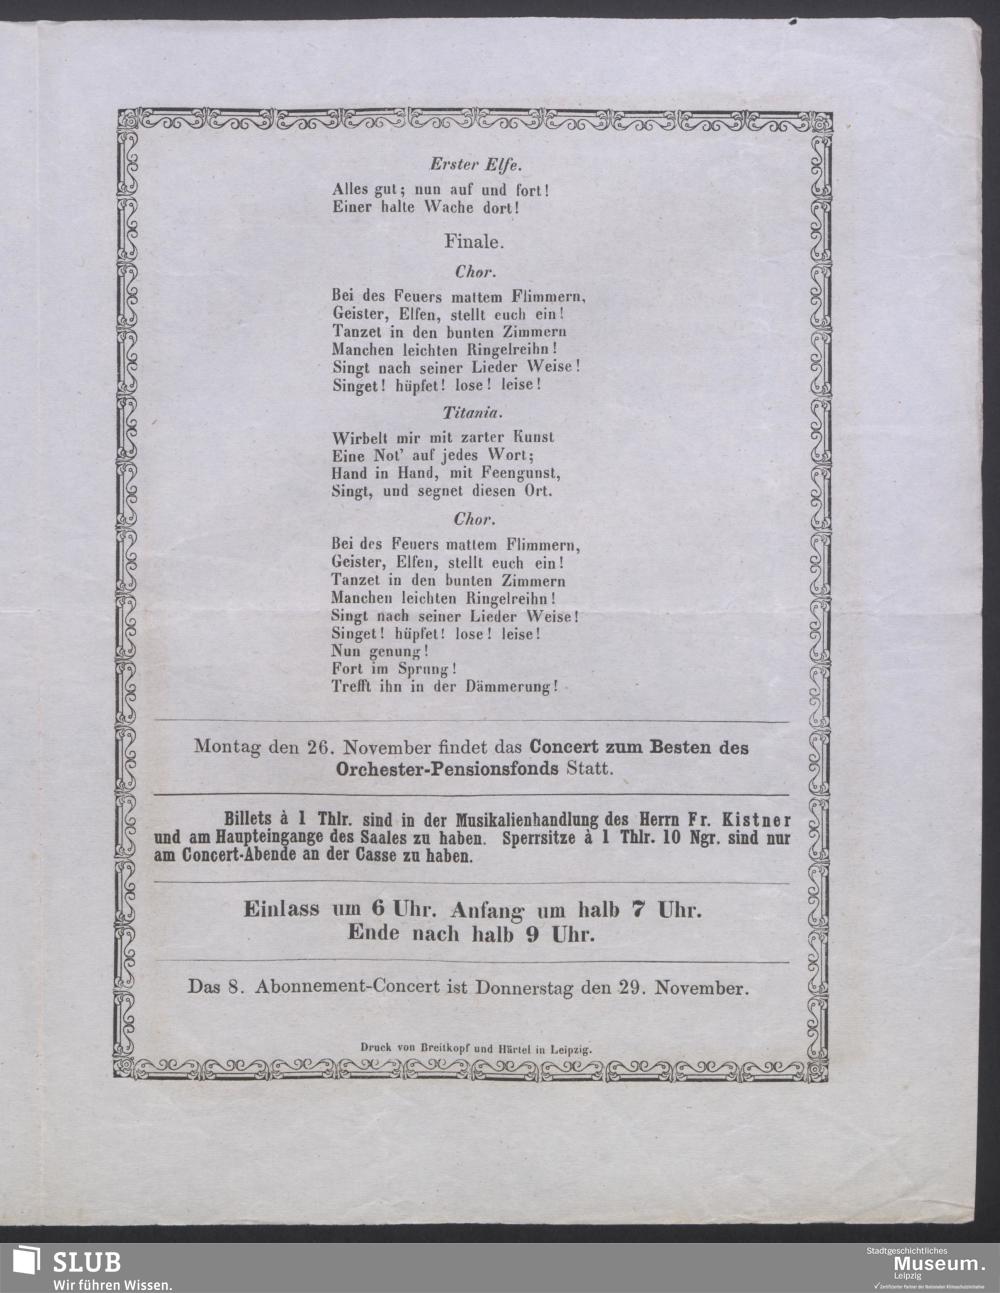 Erster Elfe.
Alles gut; nun auf und fort!
Einer halte Wache dort!
Finale.
Chor.
Bei des Feuers mattem Flimmern,
Geister, Elfen, stellt euch ein!
Tanzet in den bunten Zimmern
Manchen leichten Ringelreihn!
Singt nach seiner Lieder Weise!
Singet! hüpfet! lose! leise!
Titania.
Wirbelt mir mit zarter Kunst
Eine Not' auf jedes Wort;
Hand in Hand, mit Feengunst,
Singt, und segnet diesen Ort.
Chor.
Bei des Feuers mattem Flimmern,
Geister, Elfen, stellt euch ein!
Tanzet in den bunten Zimmern
Manchen leichten Ringelreihn!
Singt nach seiner Lieder Weise!
Singet! hüpfet! lose! leise!
Nun genung!
Fort im Sprung!
Trefft ihn in der Dämmerung!
Montag den 26. November findet das Concert zum Besten des
Orchester-Pensionsfonds Statt.
Billets à 1 Thlr. sind in der Musikalienhandlung des Herrn Fr. Kistner
und am Haupteingange des Saales zu haben. Sperrsitze à 1 Thlr. 10 Ngr. sind nur
am Concert-Abende an der Casse zu haben.
Einlass um 6 Uhr. Anfang um halb 7 Uhr.
Ende nach halb 9 Uhr.
Das 8. Abonnement-Concert ist Donnerstag den 29. November.
Druck von Breitkopf und Härtel in Leipzig.
SLUB
Wir führen Wissen.
Stadtgeschichtliches
Museum.
Leipzig
Zertifizierter Partner der Nationalen Klimaschutzinitiative